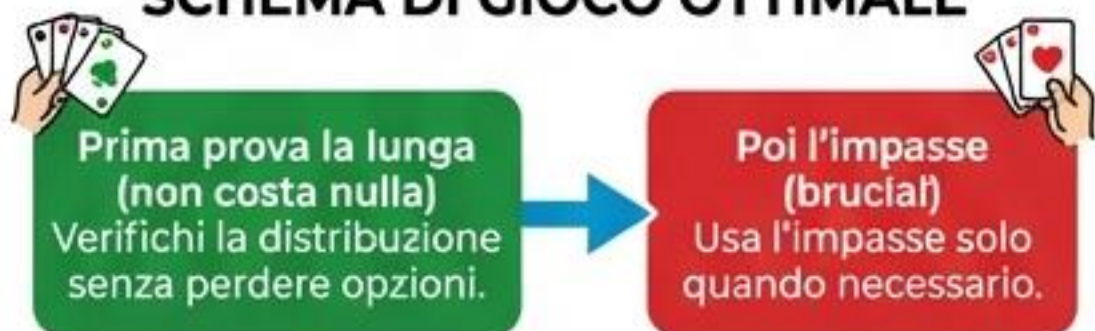 SCHEMA DI GIOCO OTTIMALE
Prima prova la lunga
(non costa nulla)
Verifichi la distribuzione
senza perdere opzioni.
Poi l'impasse
(brucial)
Usa l'impasse solo
quando necessario.